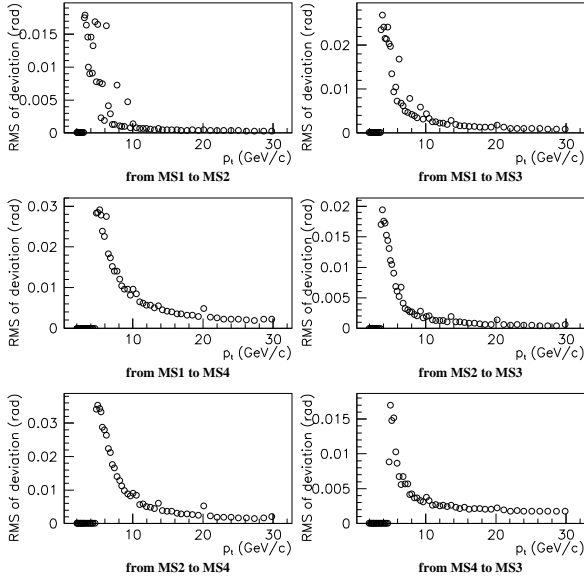 RMS of deviation (rad)
0.015
0.01
0.005
0
10
20
30
pt (GeV/c)
from MS1 to MS2
RMS of deviation (rad)
0.02
0.01
0
10
20
30
pt (GeV/c)
from MS1 to MS3
RMS of deviation (rad)
0.03
0.02
0.01
0
10
20
30
pt (GeV/c)
from MS1 to MS4
RMS of deviation (rad)
0.02
0.015
0.01
0.005
0
10
20
30
pt (GeV/c)
from MS2 to MS3
RMS of deviation (rad)
0.03
0.02
0.01
0
10
20
30
pt (GeV/c)
from MS2 to MS4
RMS of deviation (rad)
0.015
0.01
0.005
0
10
20
30
pt (GeV/c)
from MS4 to MS3